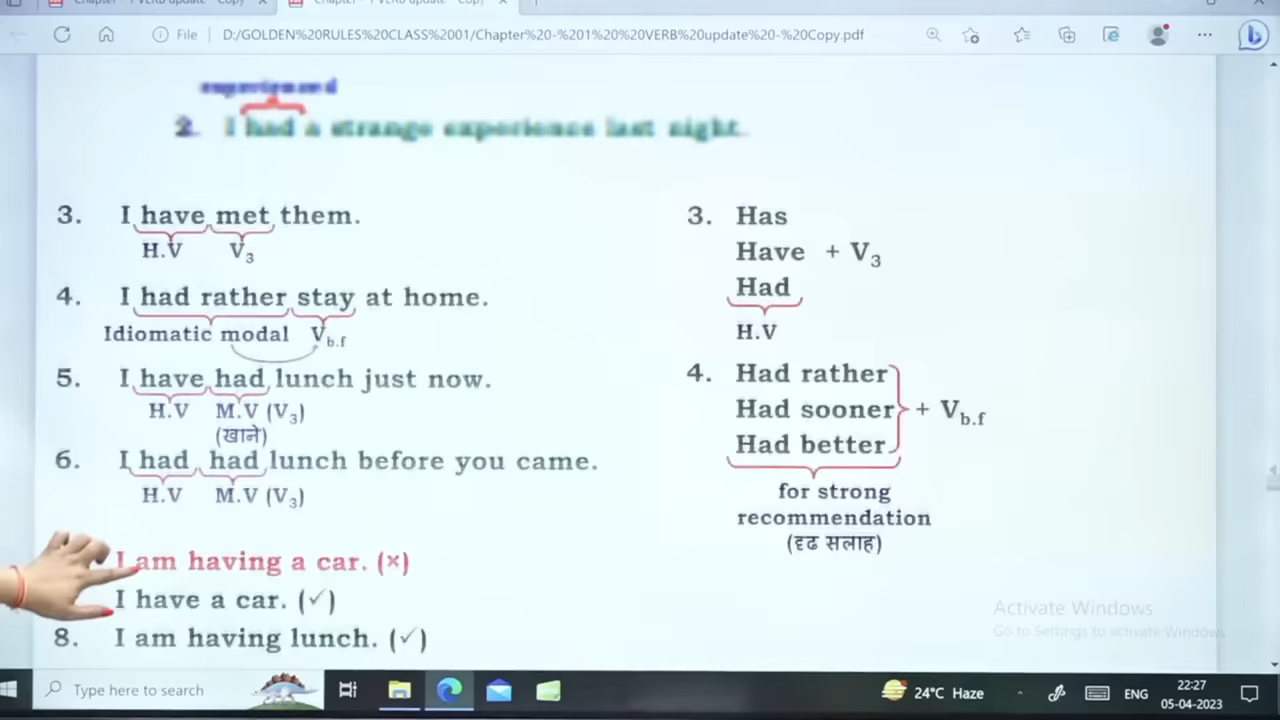 File
D:/GOLDEN%20RULES%20CLASS%2001/Chapter%20-%201%20%20VERB%20update%20-%20Copy.pdf
experienced
2. I had a strange experience last night.
3. I have met them.
H.V V3
4. I had rather stay at home.
Idiomatic modal Vb.f
5. I have had lunch just now.
H.V M.V (V3)
(खाने)
6. I had had lunch before you came.
H.V M.V (V3)
I am having a car. (×)
I have a car. (✓)
8. I am having lunch. (✓)
3. Has
Have + V3
Had
H.V
4. Had rather
Had sooner + Vb.f
Had better
for strong
recommendation
(दृढ सलाह)
Activate Windows
Go to Settings to activate Windows
Type here to search
24°C Haze
ENG
22:27
05-04-2023